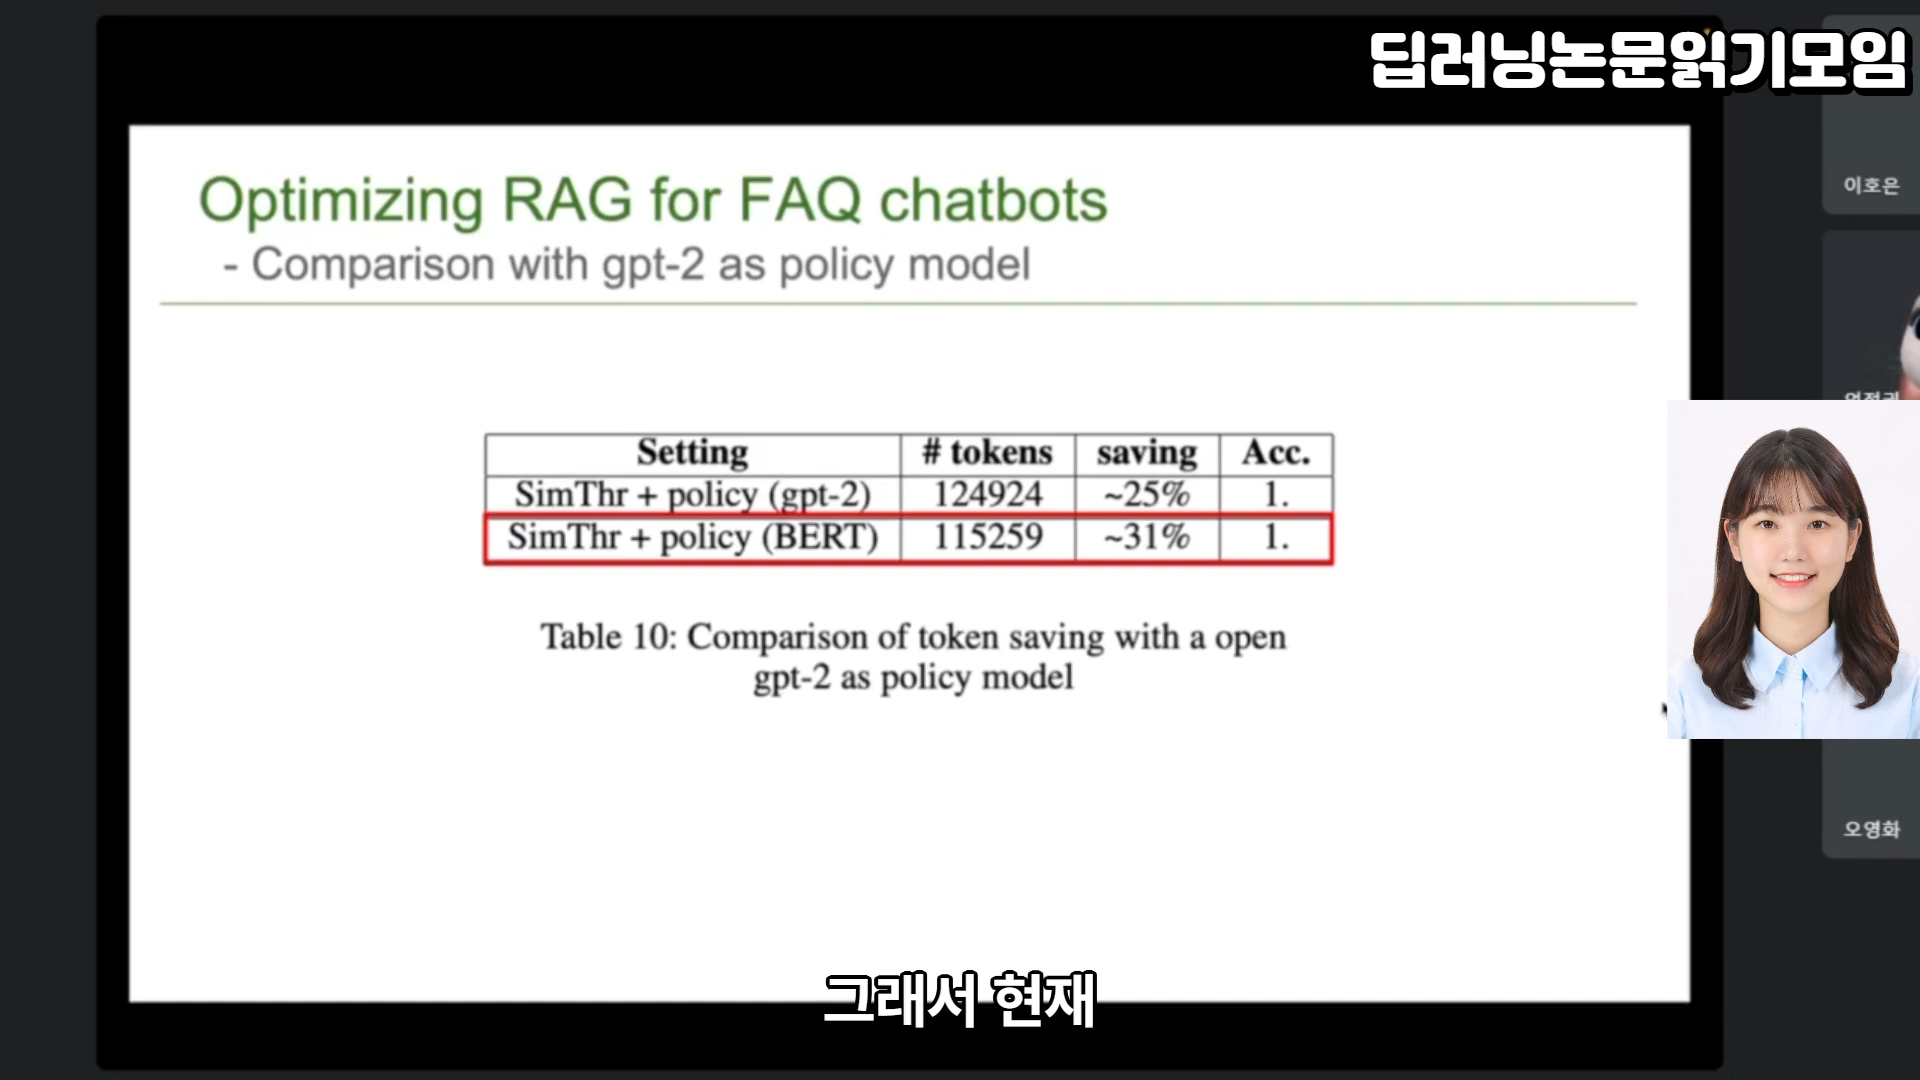 딥러닝논문읽기모임
이호은
Optimizing RAG for FAQ chatbots
- Comparison with gpt-2 as policy model
Setting # tokens saving Acc.
SimThr + policy (gpt-2) 124924 ~25% 1.
SimThr + policy (BERT) 115259 ~31% 1.
Table 10: Comparison of token saving with a open
gpt-2 as policy model
오영화
그래서 현재